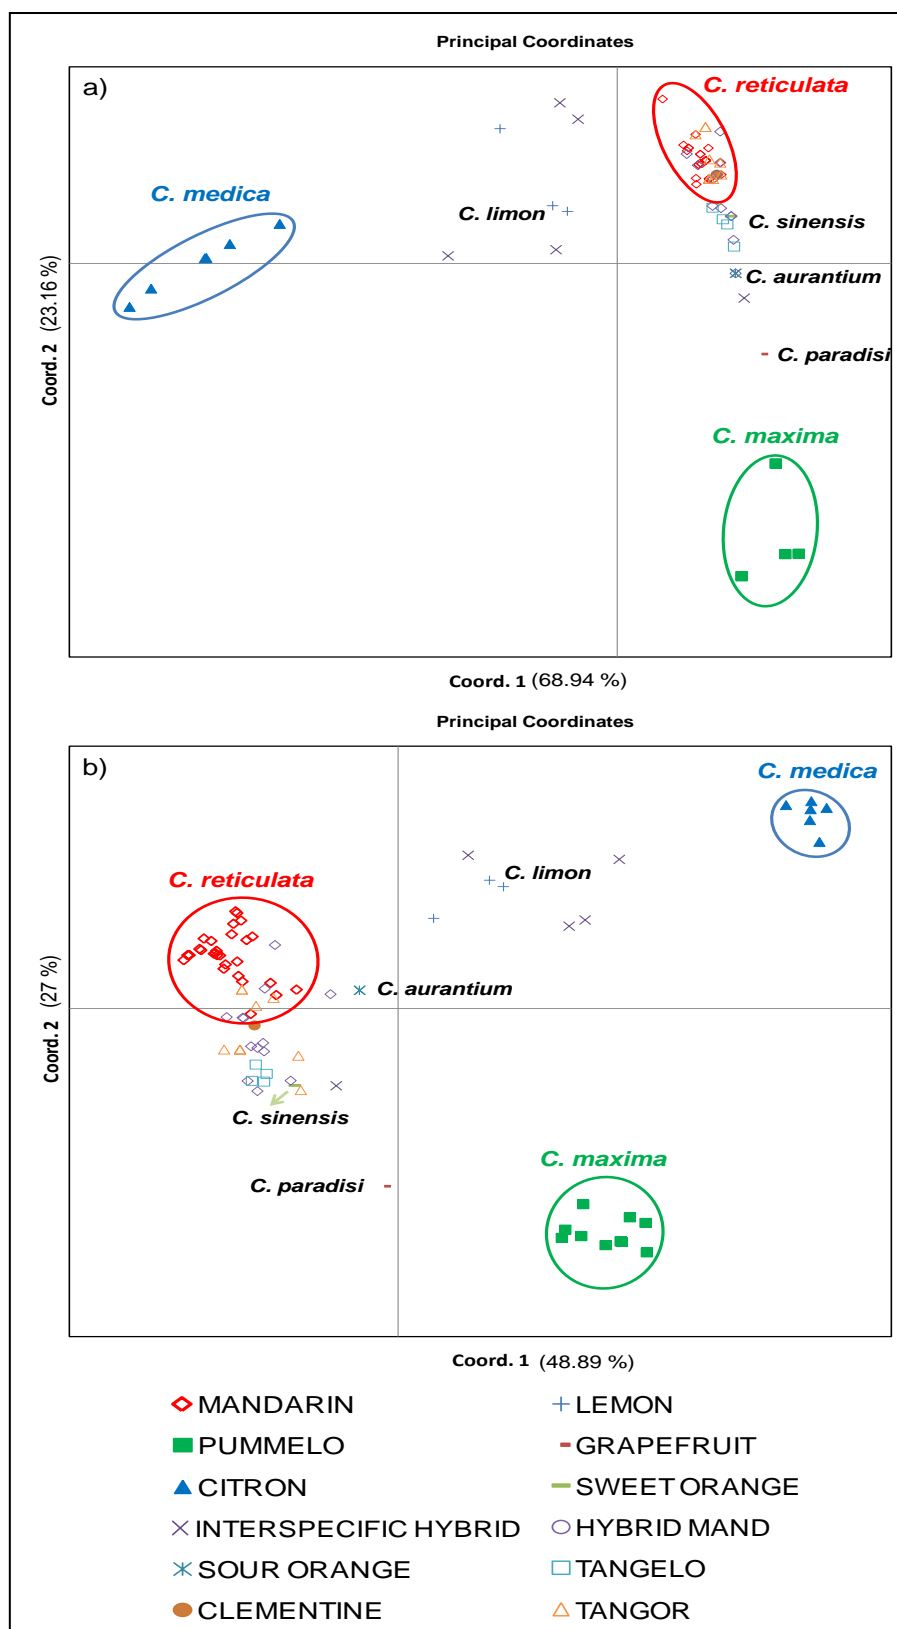 Principal Coordinates
a)
C. reticulata
C. medica
C. limon
C. sinensis
C. aurantium
C. paradisi
C. maxima
Coord. 2 (23.16 %)
Coord. 1 (68.94 %)
Principal Coordinates
b)
C. medica
C. limon
C. reticulata
C. aurantium
C. sinensis
C. maxima
C. paradisi
Coord. 2 (27 %)
Coord. 1 (48.89 %)
MANDARIN
LEMON
PUMMELO
GRAPEFRUIT
CITRON
SWEET ORANGE
INTERSPECIFIC HYBRID
HYBRID MAND
SOUR ORANGE
TANGELO
CLEMENTINE
TANGOR